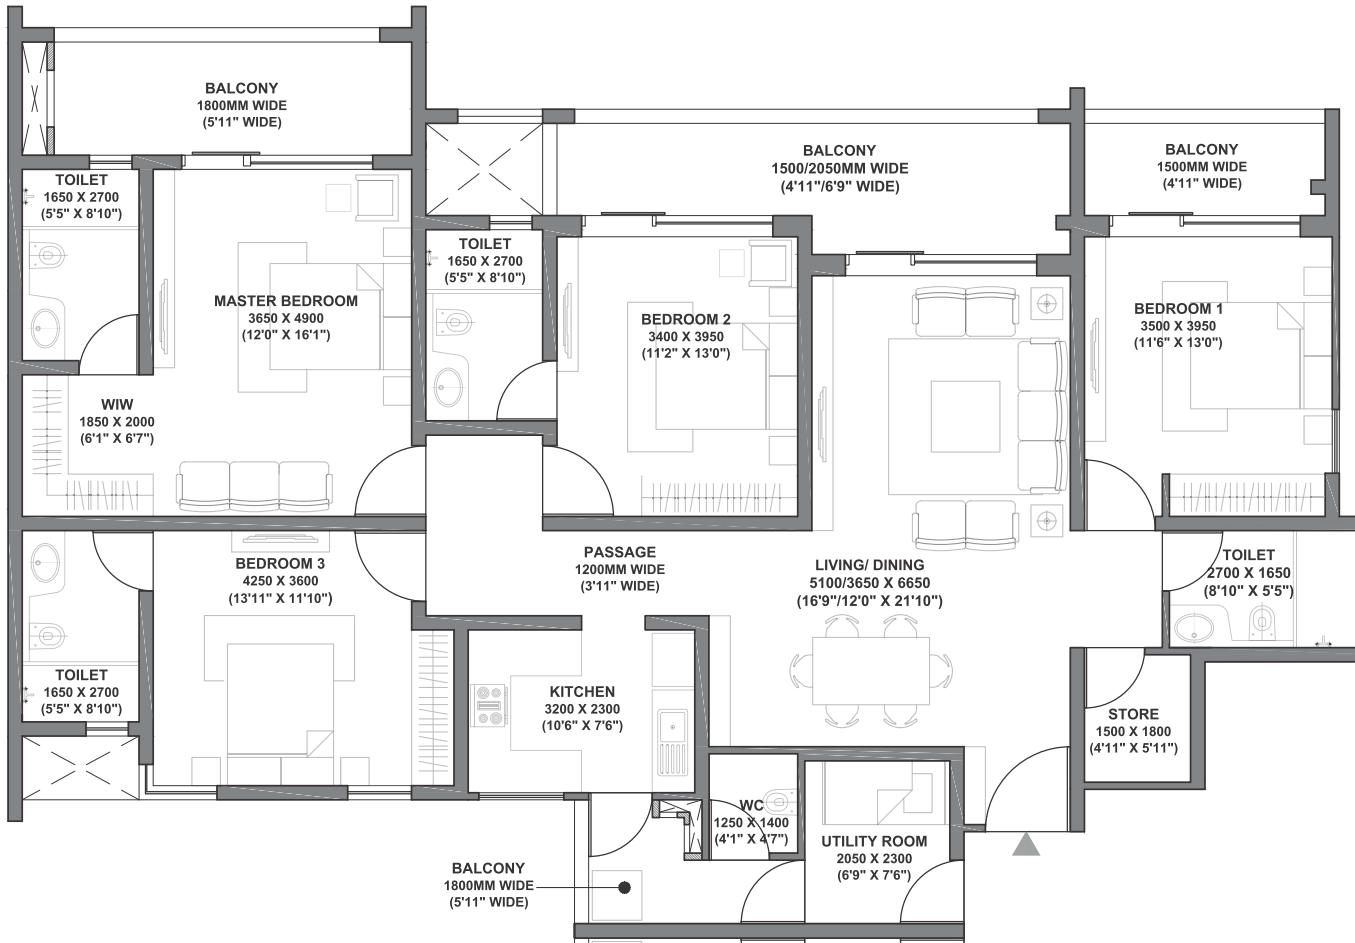 BALCONY
1800MM WIDE
(5'11" WIDE)
BALCONY
1500/2050MM WIDE
(4'11"/6'9" WIDE)
BALCONY
1500MM WIDE
(4'11" WIDE)
TOILET
1650 X 2700
(5'5" X 8'10")
TOILET
1650 X 2700
(5'5" X 8'10")
MASTER BEDROOM
3650 X 4900
(12'0" X 16'1")
BEDROOM 2
3400 X 3950
(11'2" X 13'0")
BEDROOM 1
3500 X 3950
(11'6" X 13'0")
WIW
1850 X 2000
(6'1" X 6'7")
BEDROOM 3
4250 X 3600
(13'11" X 11'10")
PASSAGE
1200MM WIDE
(3'11" WIDE)
LIVING/ DINING
5100/3650 X 6650
(16'9"/12'0" X 21'10")
TOILET
2700 X 1650
(8'10" X 5'5")
TOILET
1650 X 2700
(5'5" X 8'10")
KITCHEN
3200 X 2300
(10'6" X 7'6")
STORE
1500 X 1800
(4'11" X 5'11")
WC
1250 X 1400
(4'1" X 4'7")
UTILITY ROOM
2050 X 2300
(6'9" X 7'6")
BALCONY
1800MM WIDE
(5'11" WIDE)